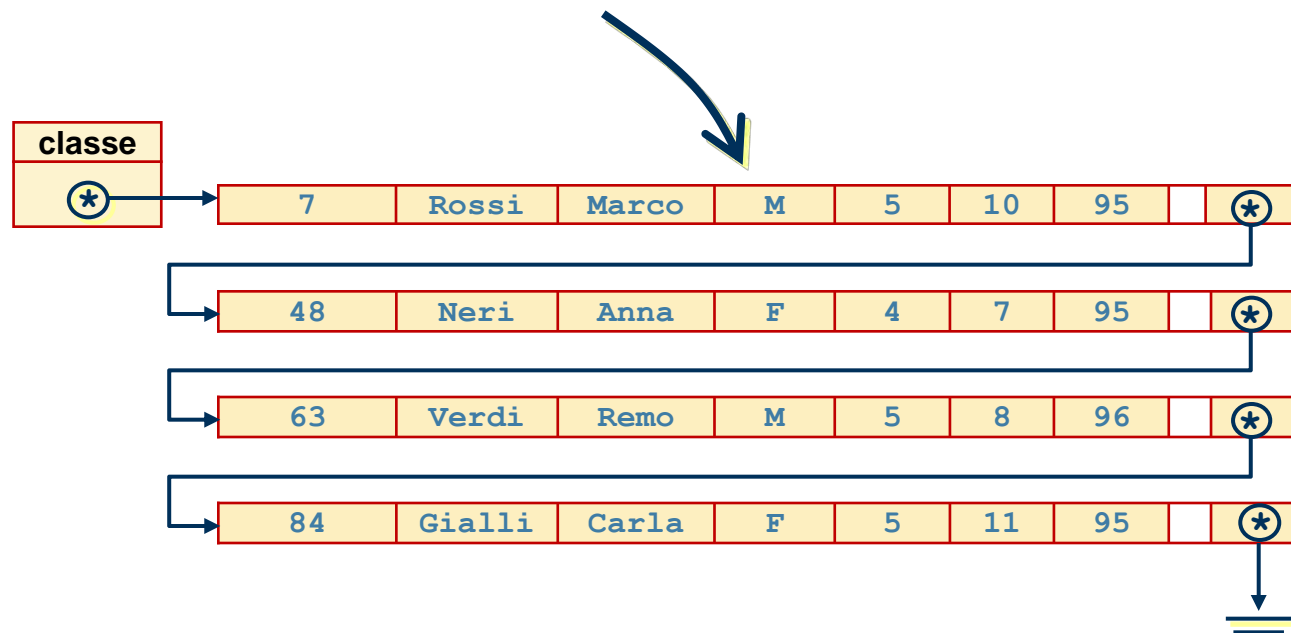 classe
* 7 Rossi Marco M 5 10 95 *
48 Neri Anna F 4 7 95 *
63 Verdi Remo M 5 8 96 *
84 Gialli Carla F 5 11 95 *